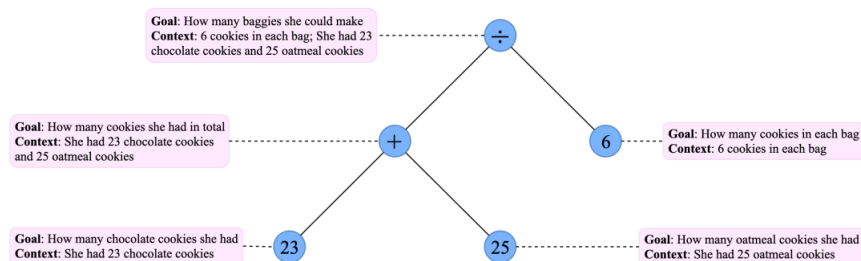 Goal: How many baggies she could make
Context: 6 cookies in each bag; She had 23
chocolate cookies and 25 oatmeal cookies
÷
Goal: How many cookies she had in total
Context: She had 23 chocolate cookies
and 25 oatmeal cookies
+
6
Goal: How many cookies in each bag
Context: 6 cookies in each bag
Goal: How many chocolate cookies she had
Context: She had 23 chocolate cookies
23
25
Goal: How many oatmeal cookies she had
Context: She had 25 oatmeal cookies